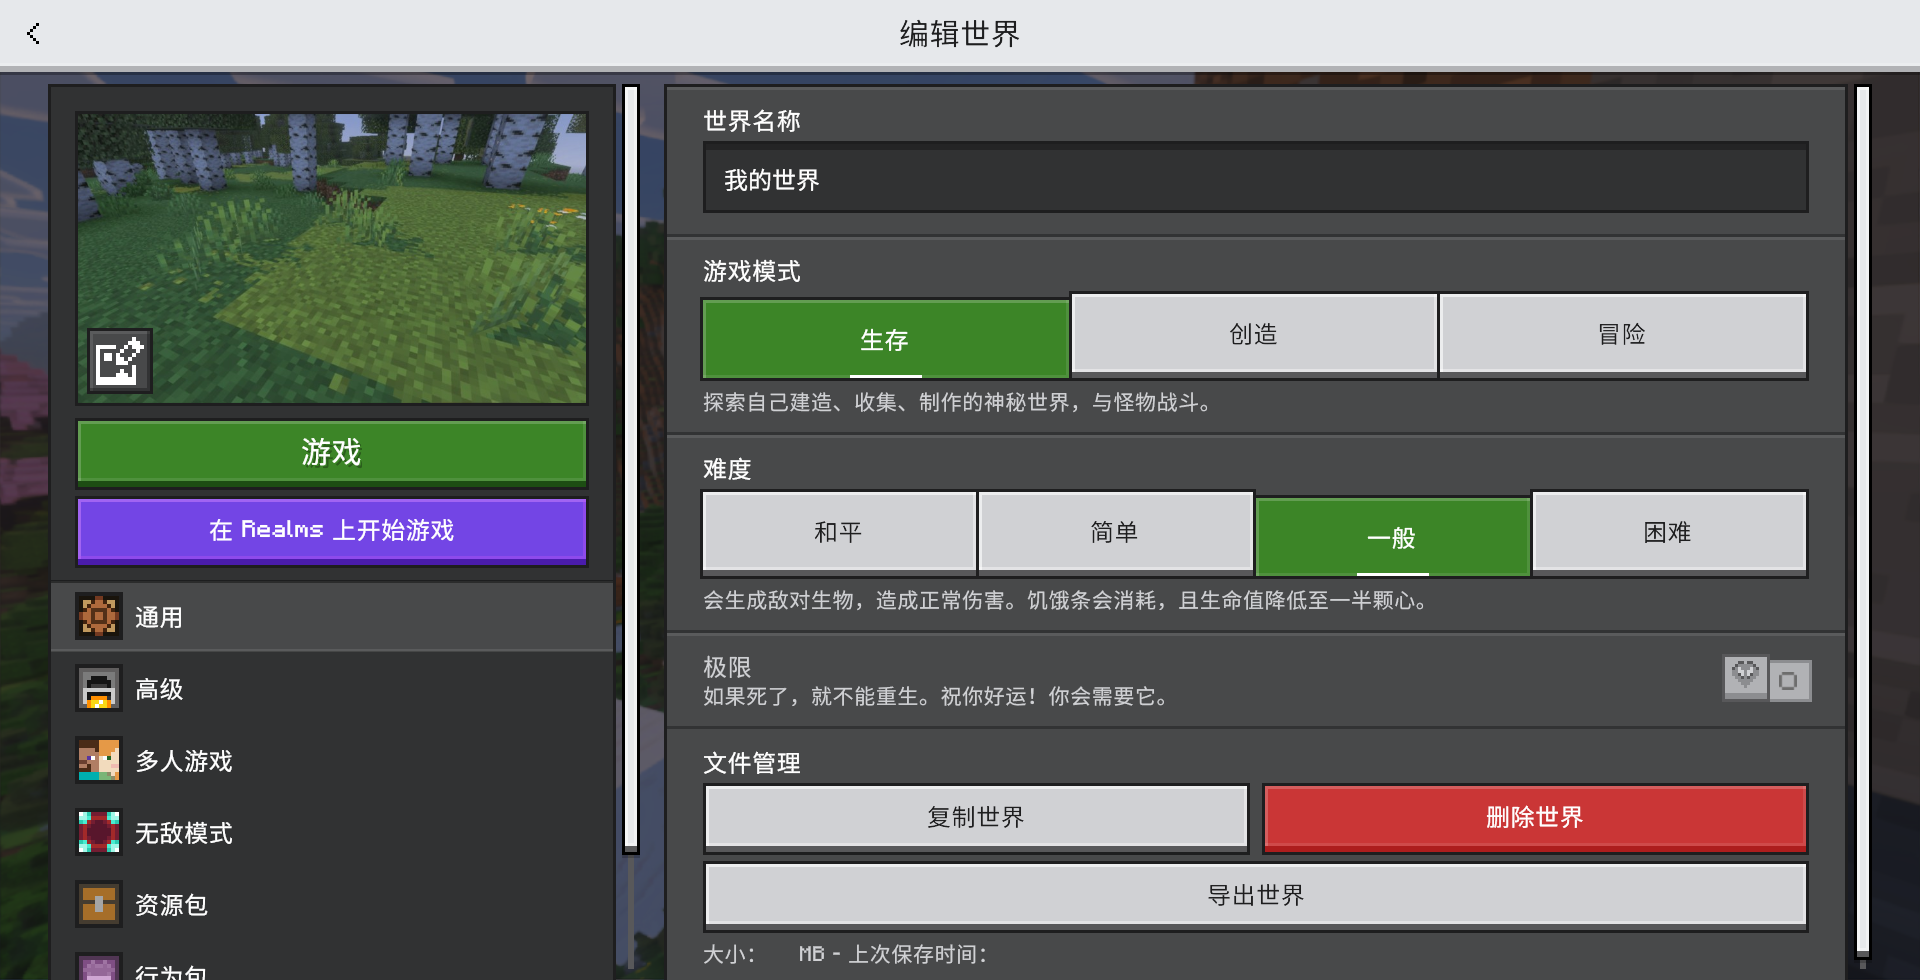 编辑世界
游戏
在 Realms 上开始游戏
通用
高级
多人游戏
无敌模式
资源包
行为包
世界名称
我的世界
游戏模式
生存 创造 冒险
探索自己建造、收集、制作的神秘世界，与怪物战斗。
难度
和平 简单 一般 困难
会生成敌对生物，造成正常伤害。饥饿条会消耗，且生命值降低至一半颗心。
极限
如果死了，就不能重生。祝你好运！你会需要它。
文件管理
复制世界 删除世界
导出世界
大小： MB - 上次保存时间：